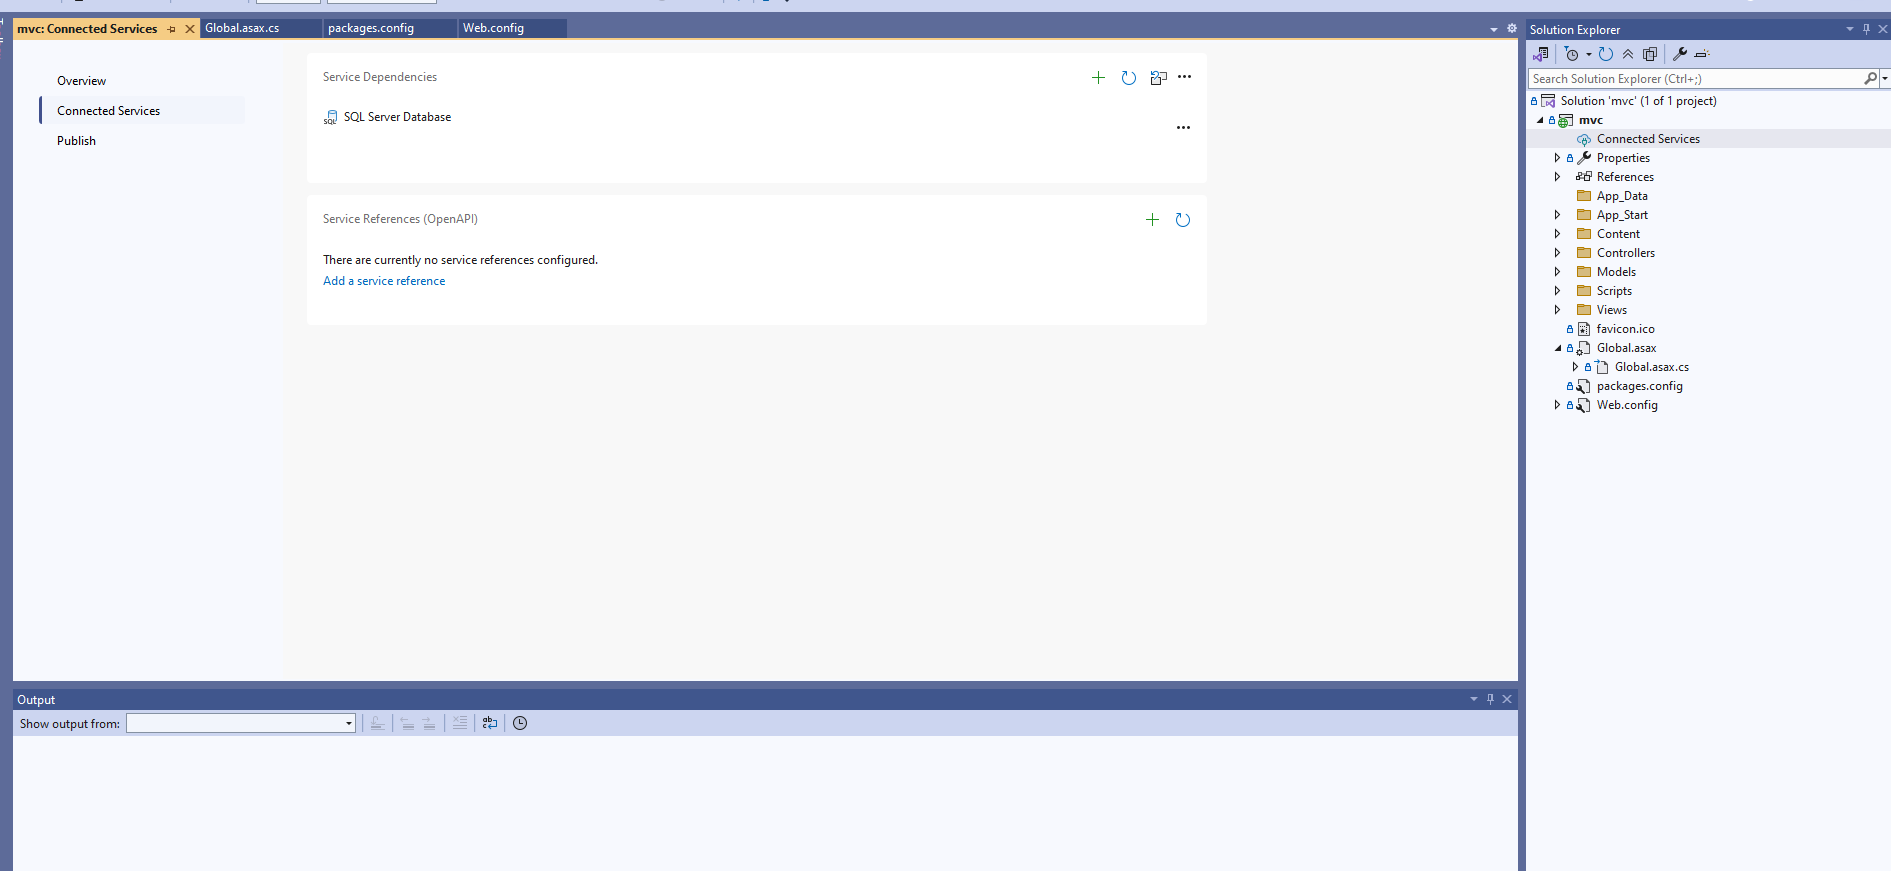 mvc: Connected Services
Global.asax.cs
packages.config
Web.config
Overview
Connected Services
Publish
Service Dependencies
SQL Server Database
Service References (OpenAPI)
There are currently no service references configured.
Add a service reference
Output
Show output from:
Solution Explorer
Search Solution Explorer (Ctrl+;)
Solution 'mvc' (1 of 1 project)
mvc
Connected Services
Properties
References
App_Data
App_Start
Content
Controllers
Models
Scripts
Views
favicon.ico
Global.asax
Global.asax.cs
packages.config
Web.config